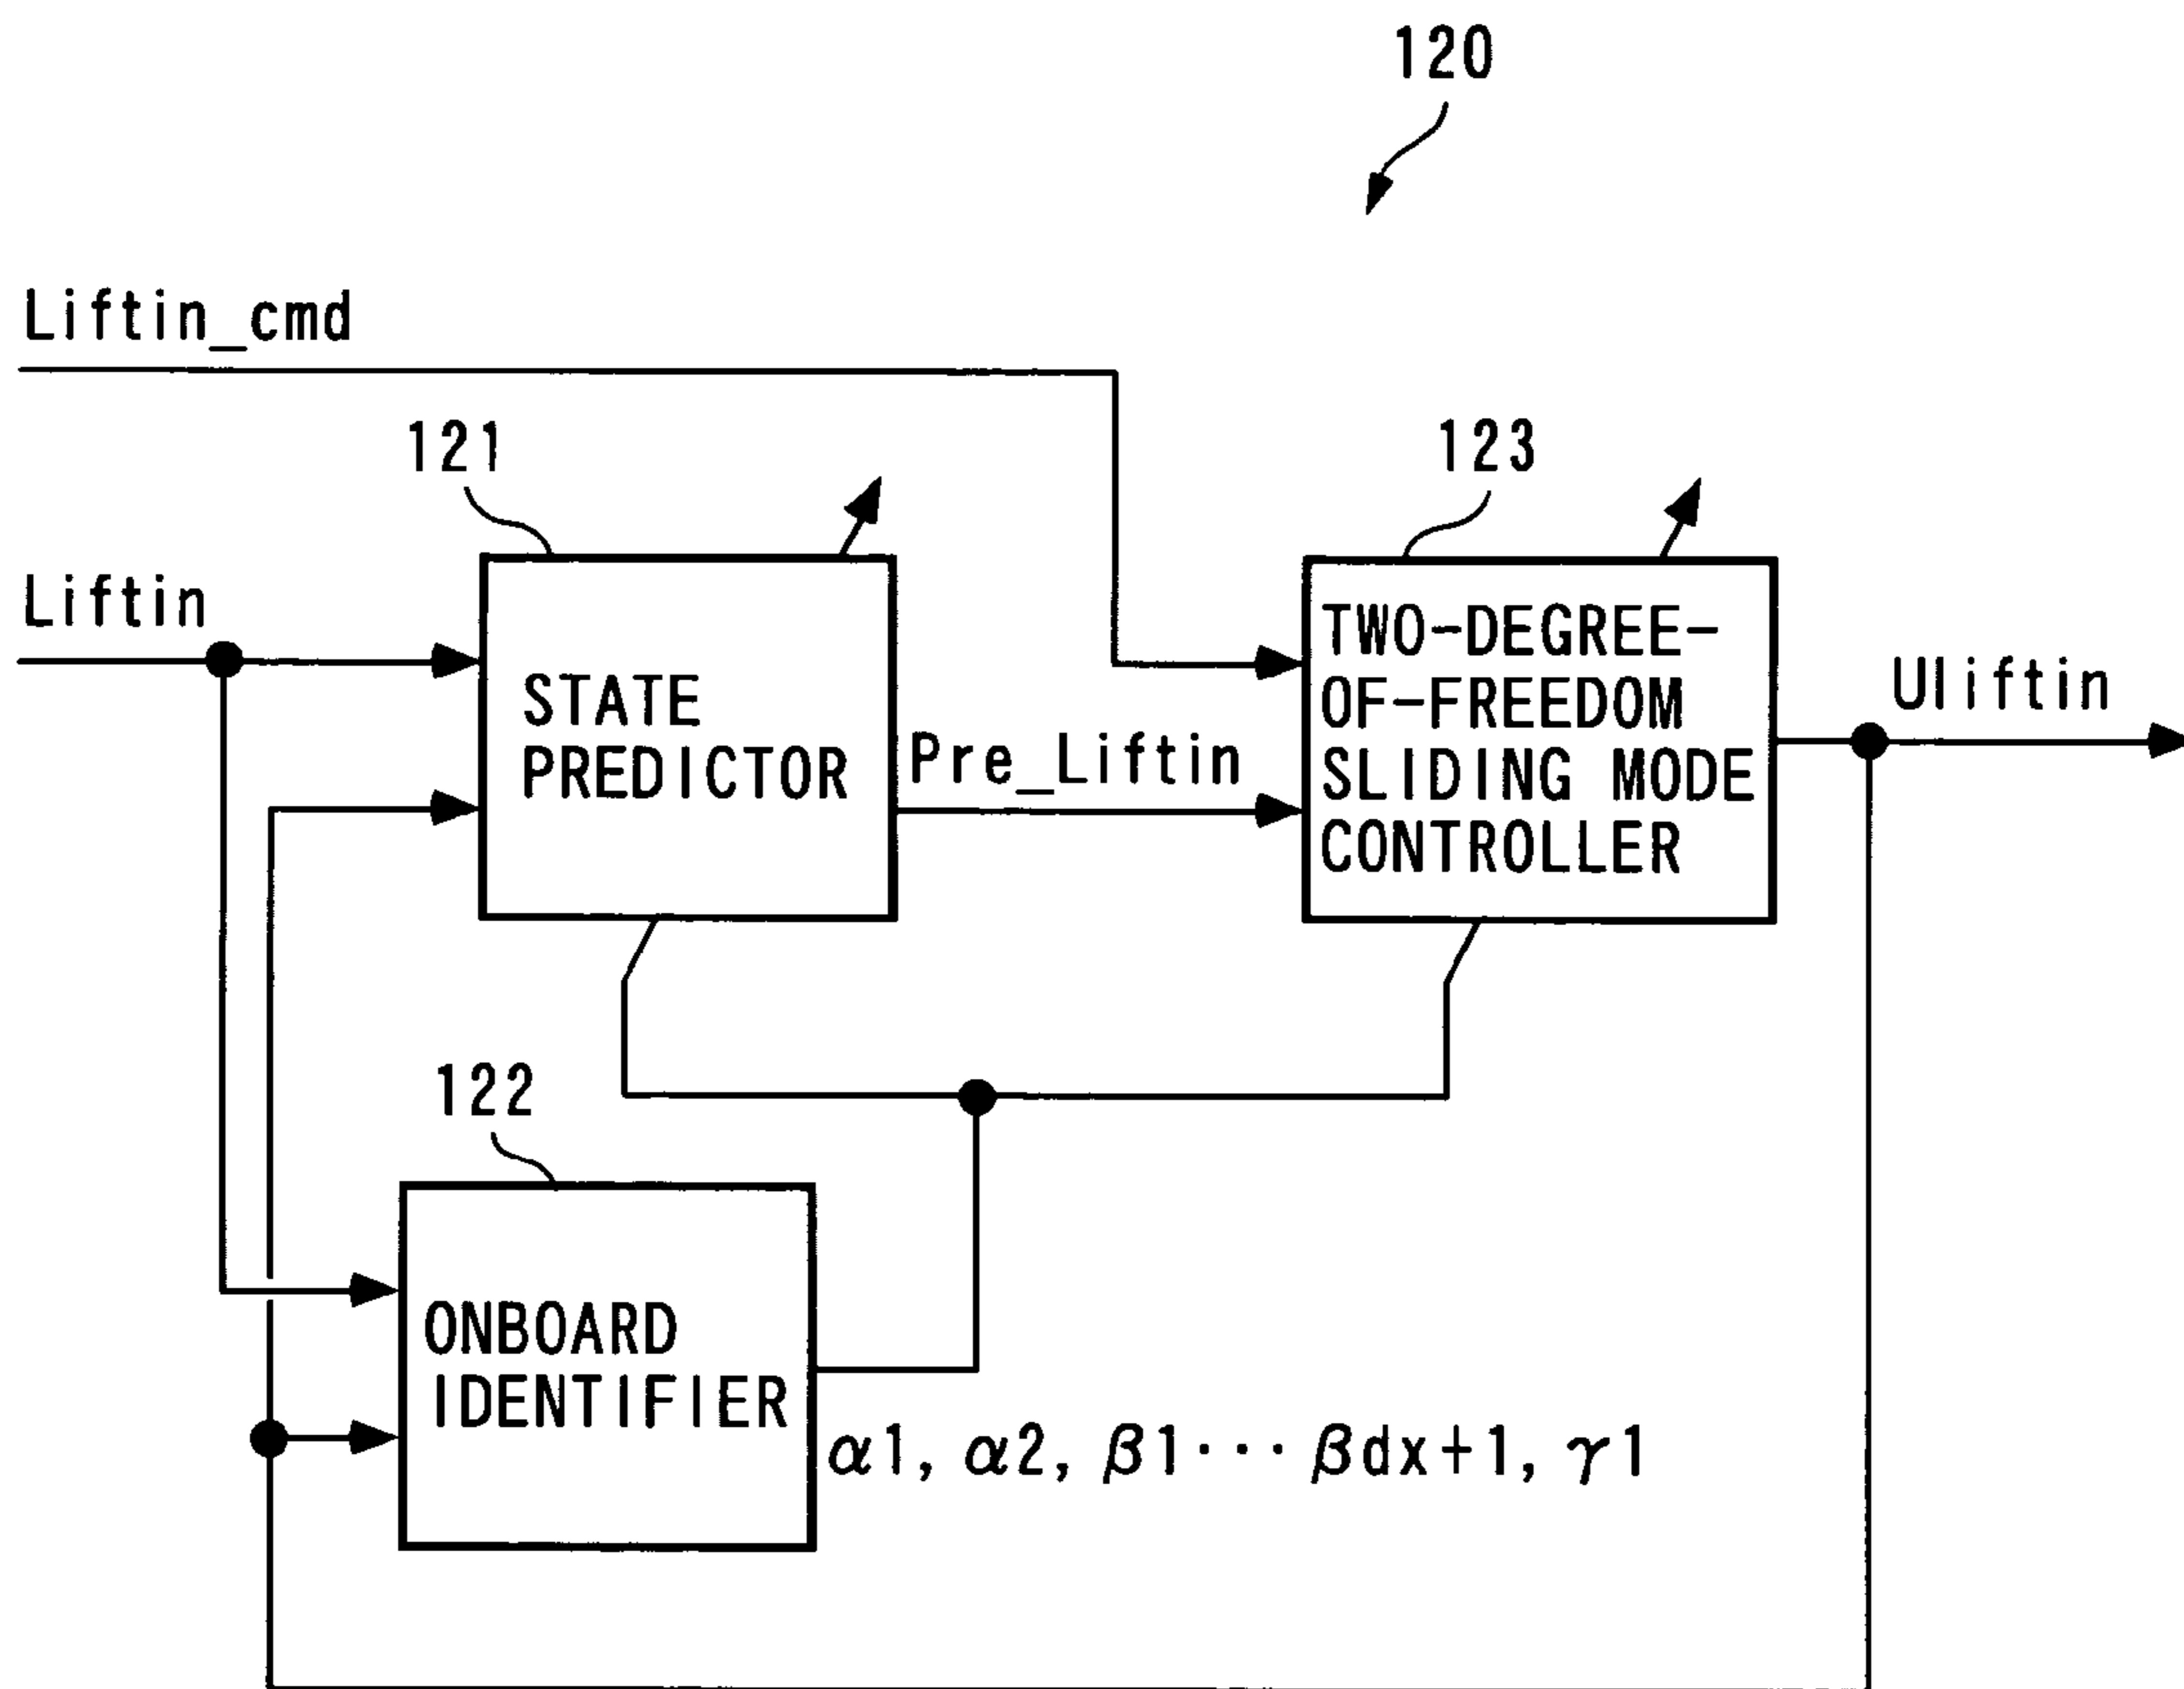 120
Liftin_cmd
121
123
Liftin
STATE
PREDICTOR
Pre_Liftin
TWO-DEGREE-
OF-FREEDOM
SLIDING MODE
CONTROLLER
Uliftin
122
ONBOARD
IDENTIFIER
α1, α2, β1··· βdx+1, γ1